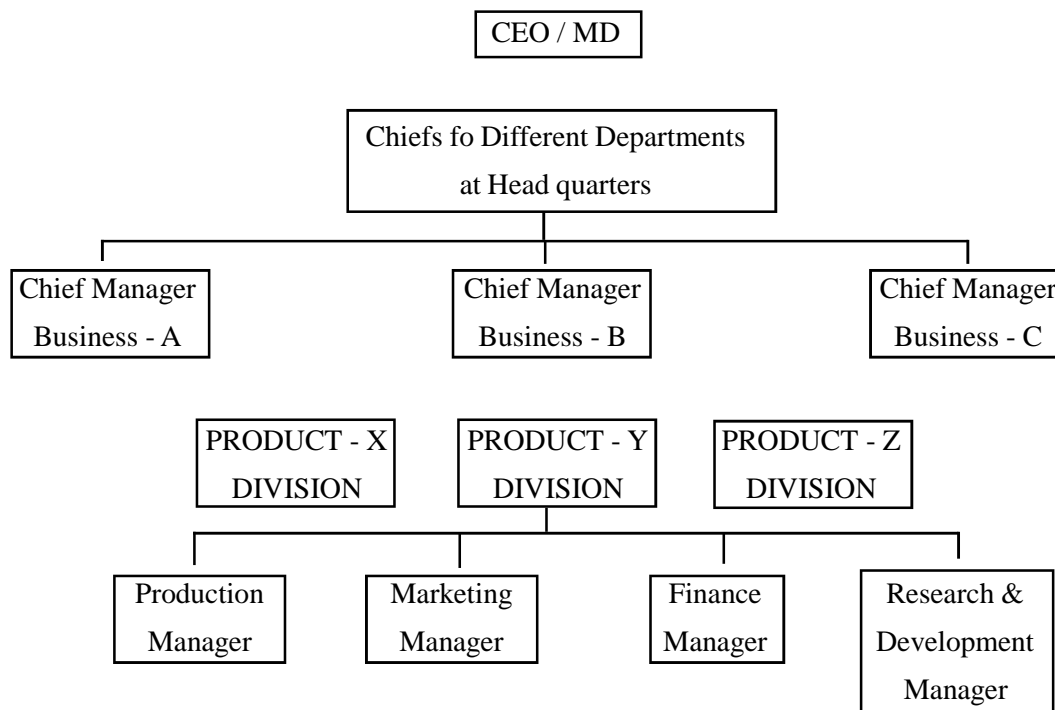 CEO / MD
Chiefs fo Different Departments
at Head quarters
Chief Manager
Business - A
Chief Manager
Business - B
Chief Manager
Business - C
PRODUCT - X
DIVISION
PRODUCT - Y
DIVISION
PRODUCT - Z
DIVISION
Production
Manager
Marketing
Manager
Finance
Manager
Research &
Development
Manager